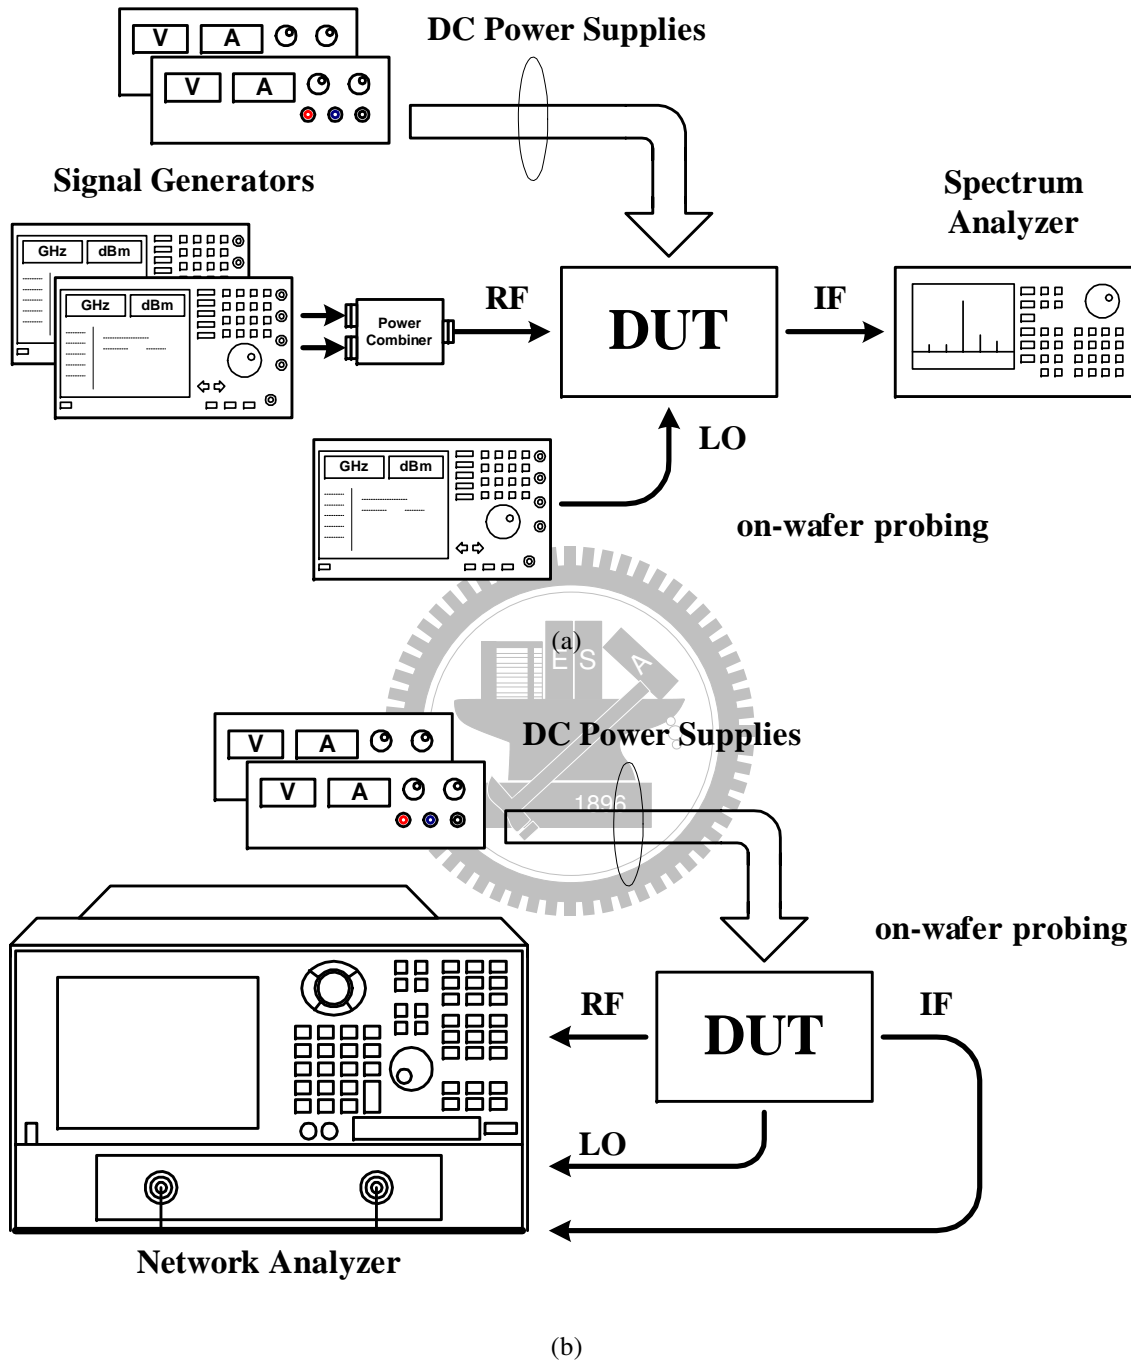 DC Power Supplies
V A
V A
Signal Generators
Spectrum
Analyzer
GHz dBm
GHz dBm
Power
Combiner
RF
DUT
IF
LO
GHz dBm
on-wafer probing
(a)
E S A
DC Power Supplies
V A
V A
1896
on-wafer probing
RF
DUT
IF
LO
Network Analyzer
(b)